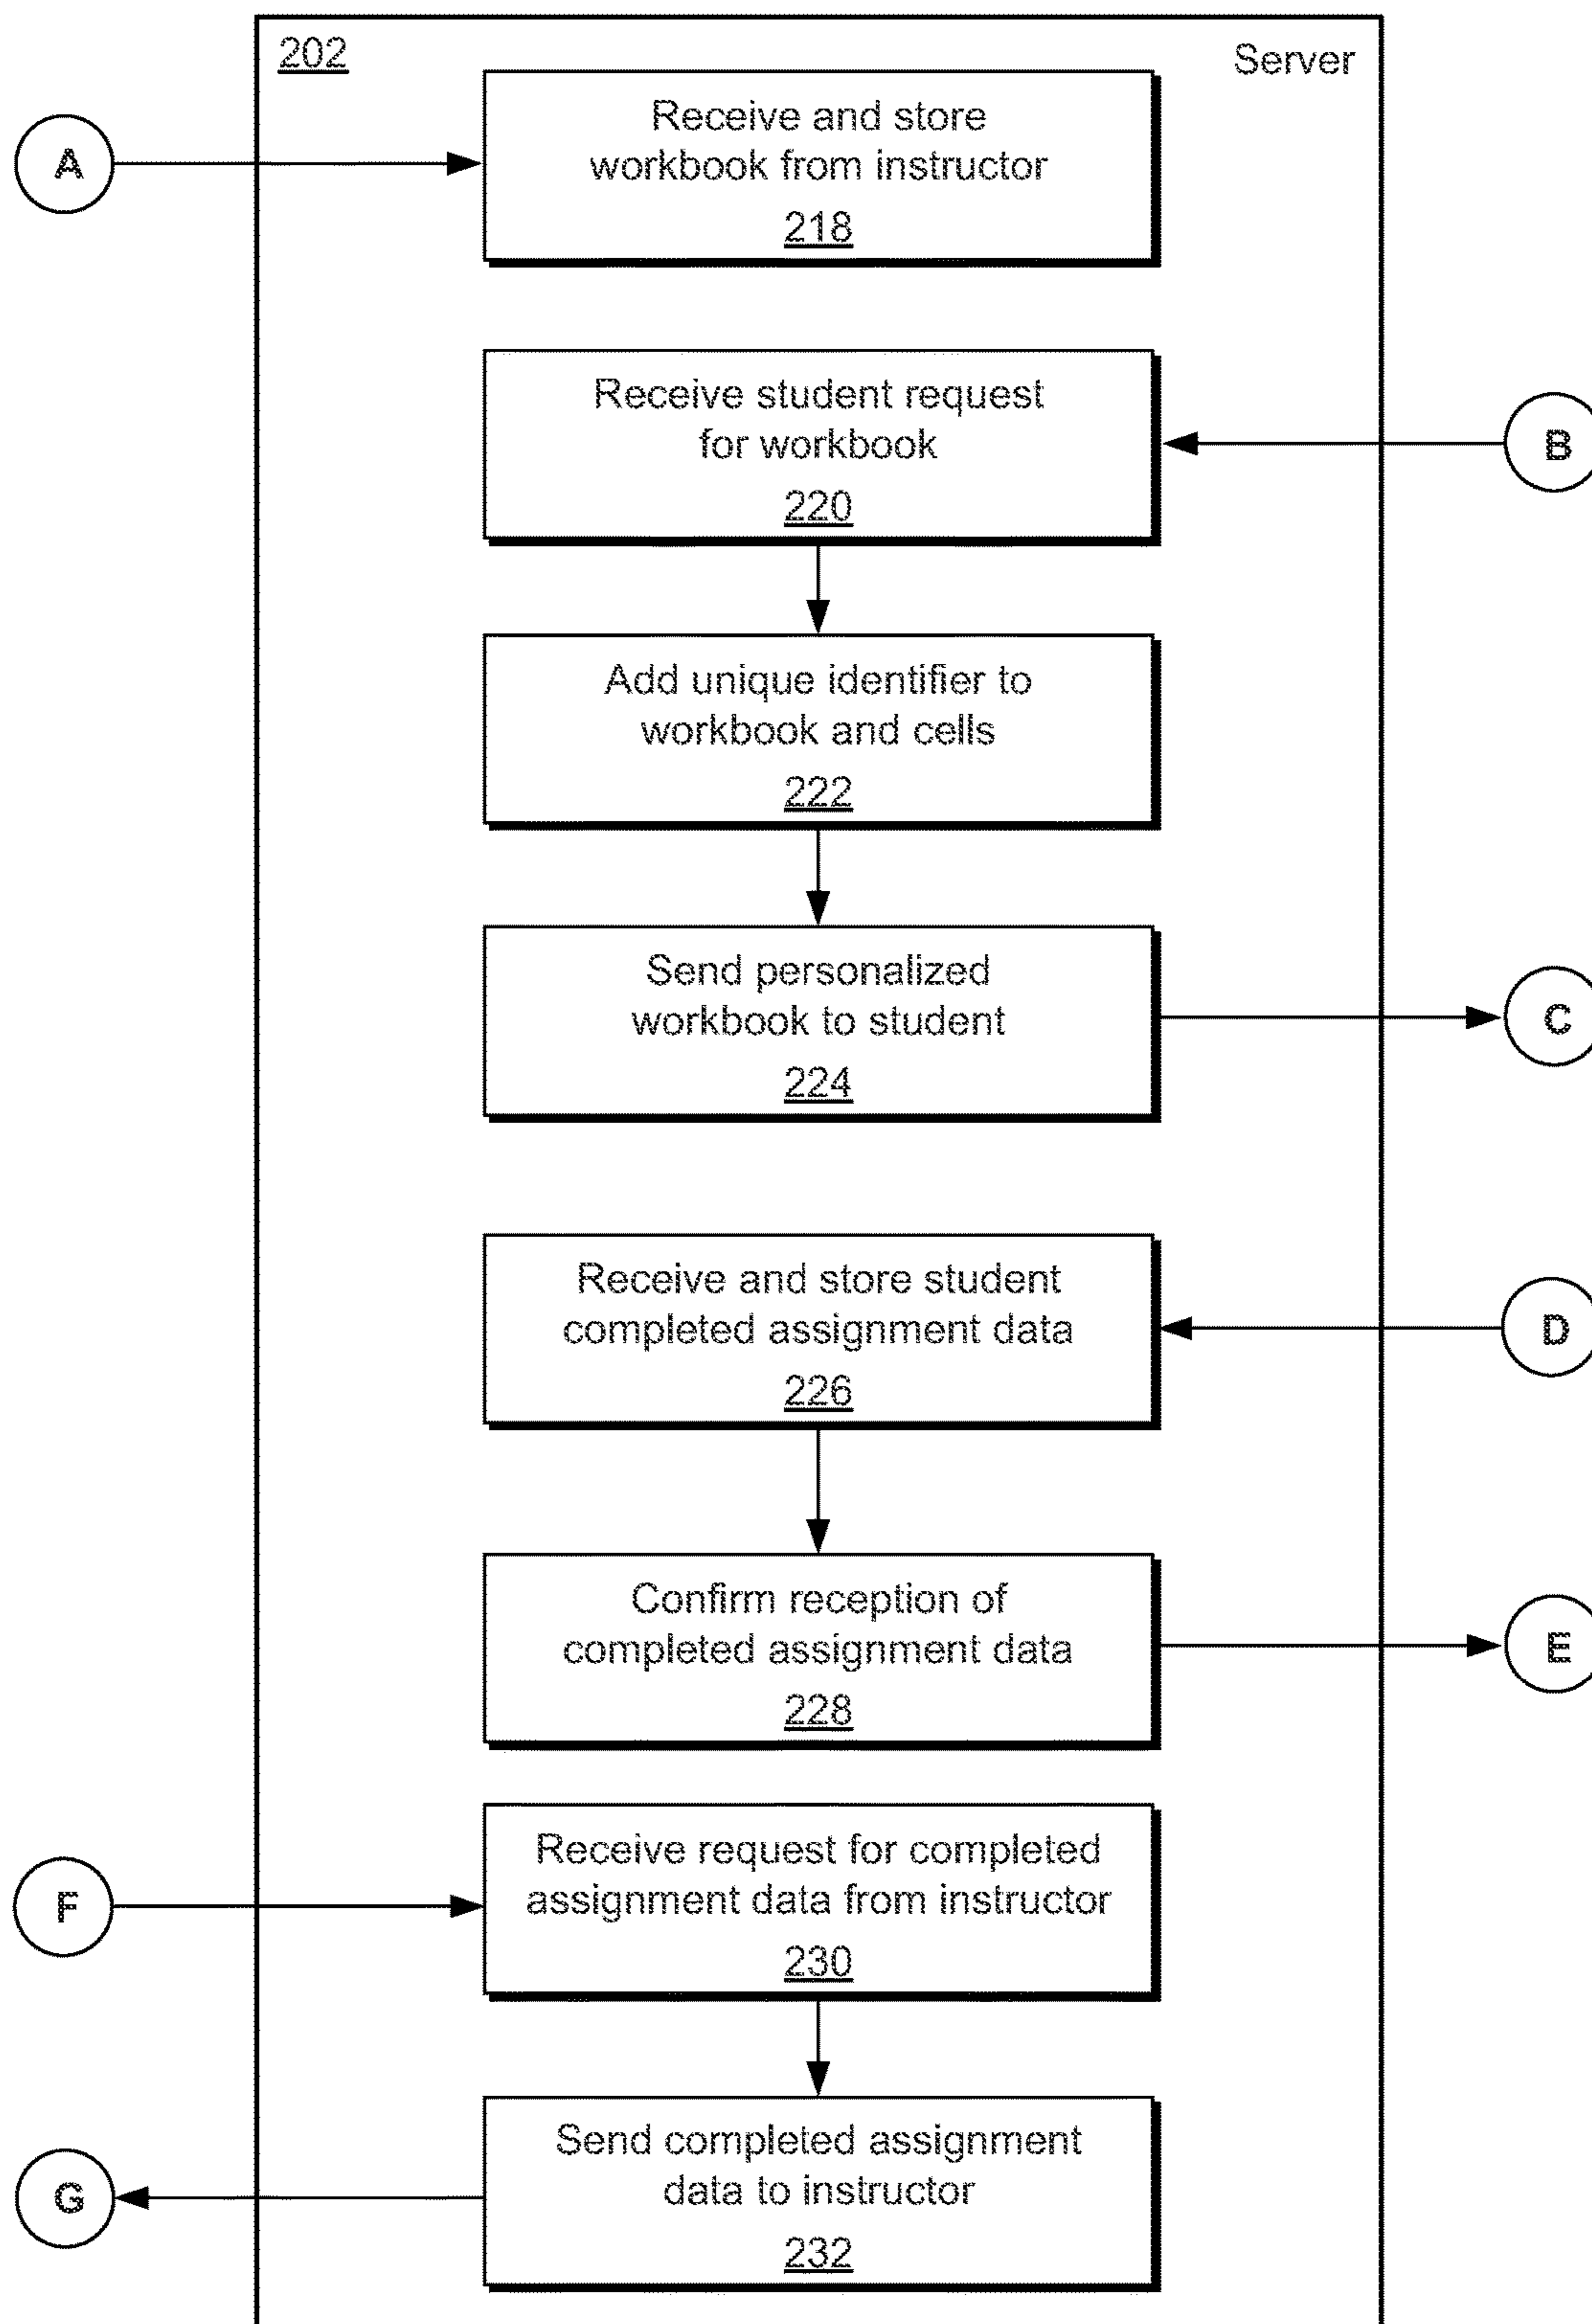 202
Server
Receive and store
workbook from instructor
218
A
Receive student request
for workbook
220
B
Add unique identifier to
workbook and cells
222
Send personalized
workbook to student
224
C
Receive and store student
completed assignment data
226
D
Confirm reception of
completed assignment data
228
E
Receive request for completed
assignment data from instructor
230
F
Send completed assignment
data to instructor
232
G